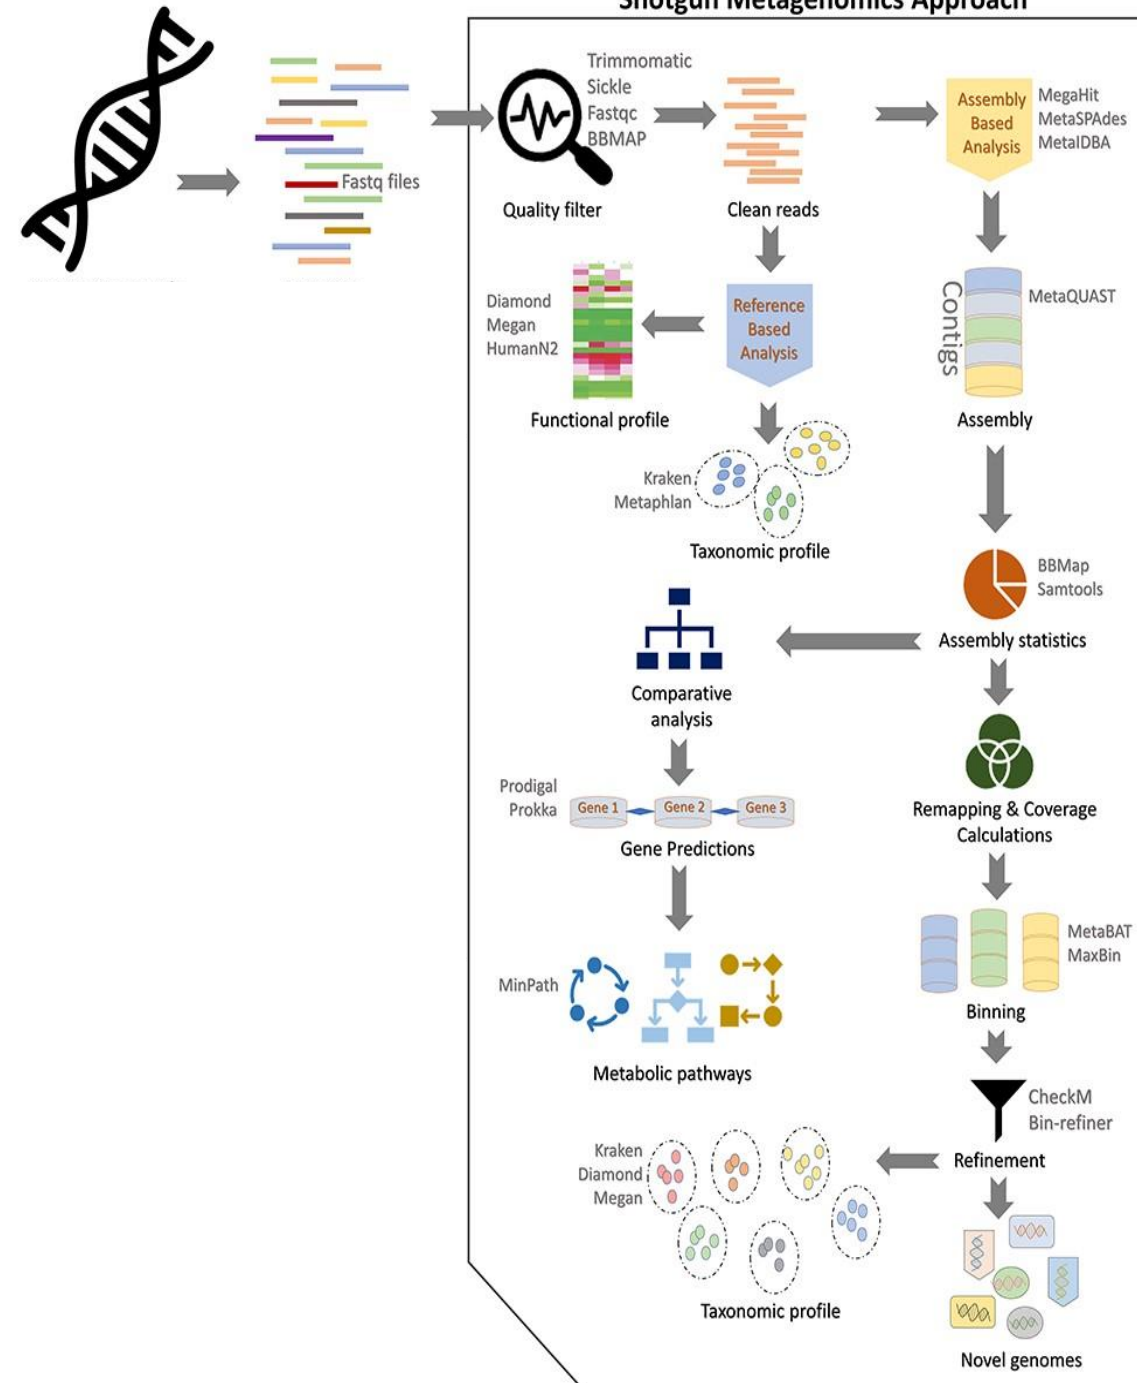 Shotgun Metagenomics Approach
Fastq files
Trimmomatic
Sickle
Fastqc
BBMAP
Quality filter
Clean reads
Assembly
Based
Analysis
MegaHit
MetaSPAdes
MetaIDBA
Diamond
Megan
HumanN2
Functional profile
Reference
Based
Analysis
Contigs
MetaQUAST
Assembly
Kraken
Metaphlan
Taxonomic profile
BBMap
Samtools
Assembly statistics
Comparative
analysis
Remapping & Coverage
Calculations
Prodigal
Prokka
Gene 1
Gene 2
Gene 3
Gene Predictions
MetaBAT
MaxBin
Binning
MinPath
Metabolic pathways
CheckM
Bin-refiner
Refinement
Kraken
Diamond
Megan
Taxonomic profile
Novel genomes